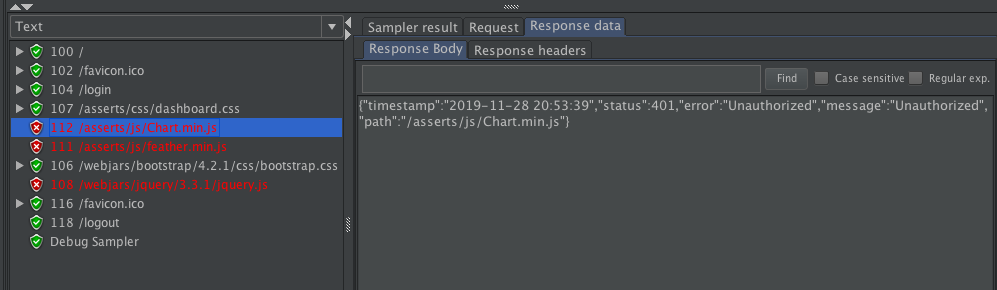 Text
100 /
102 /favicon.ico
104 /login
107 /asserts/css/dashboard.css
112 /asserts/js/Chart.min.js
111 /asserts/js/feather.min.js
106 /webjars/bootstrap/4.2.1/css/bootstrap.css
108 /webjars/jquery/3.3.1/jquery.js
116 /favicon.ico
118 /logout
Debug Sampler
Sampler result Request Response data
Response Body Response headers
Find Case sensitive Regular exp.
{"timestamp":"2019-11-28 20:53:39","status":401,"error":"Unauthorized","message":"Unauthorized",
"path":"/asserts/js/Chart.min.js"}